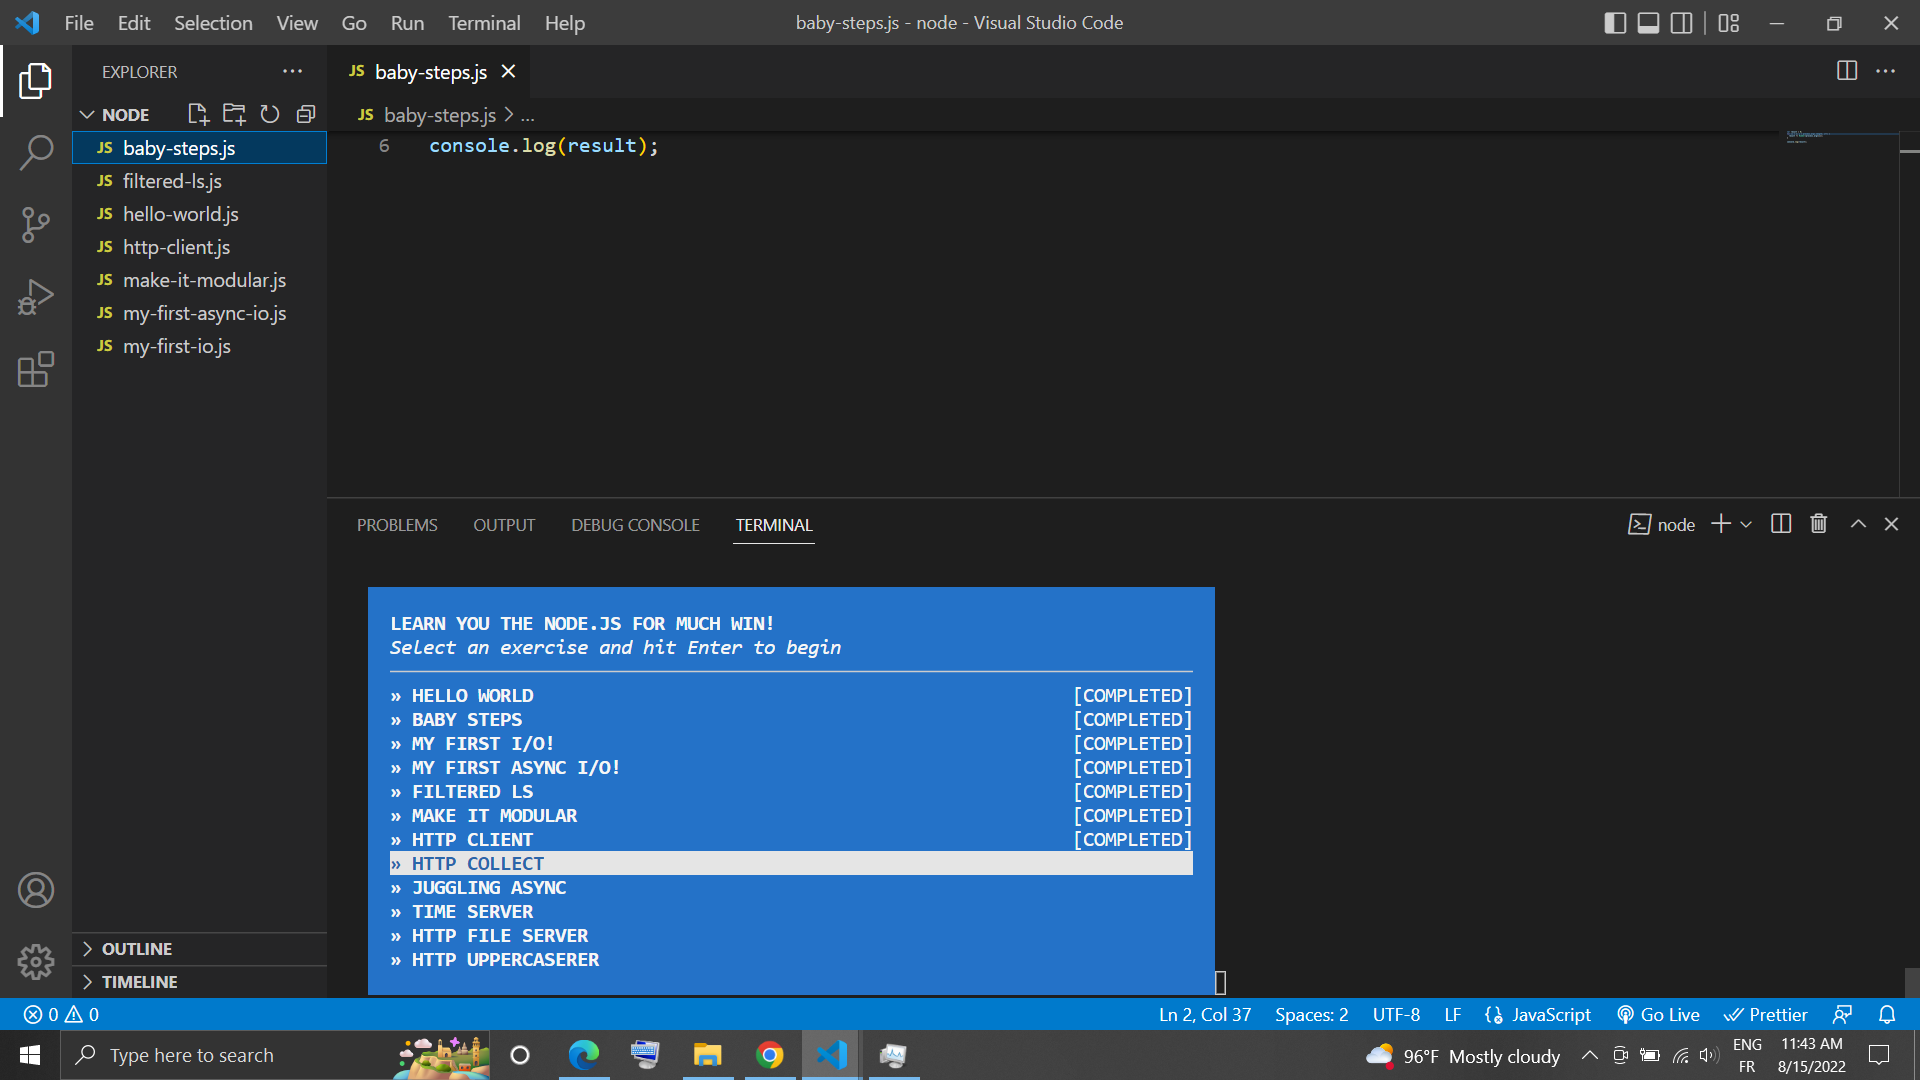 File Edit Selection View Go Run Terminal Help
baby-steps.js - node - Visual Studio Code
EXPLORER
NODE
JS baby-steps.js
JS filtered-ls.js
JS hello-world.js
JS http-client.js
JS make-it-modular.js
JS my-first-async-io.js
JS my-first-io.js
OUTLINE
TIMELINE
JS baby-steps.js
JS baby-steps.js > ...
6 console.log(result);
PROBLEMS OUTPUT DEBUG CONSOLE TERMINAL
node
LEARN YOU THE NODE.JS FOR MUCH WIN!
Select an exercise and hit Enter to begin
» HELLO WORLD [COMPLETED]
» BABY STEPS [COMPLETED]
» MY FIRST I/O! [COMPLETED]
» MY FIRST ASYNC I/O! [COMPLETED]
» FILTERED LS [COMPLETED]
» MAKE IT MODULAR [COMPLETED]
» HTTP CLIENT [COMPLETED]
» HTTP COLLECT
» JUGGLING ASYNC
» TIME SERVER
» HTTP FILE SERVER
» HTTP UPPERCASERER
0 0
Ln 2, Col 37 Spaces: 2 UTF-8 LF JavaScript Go Live Prettier
Type here to search
96°F Mostly cloudy
ENG
FR
11:43 AM
8/15/2022